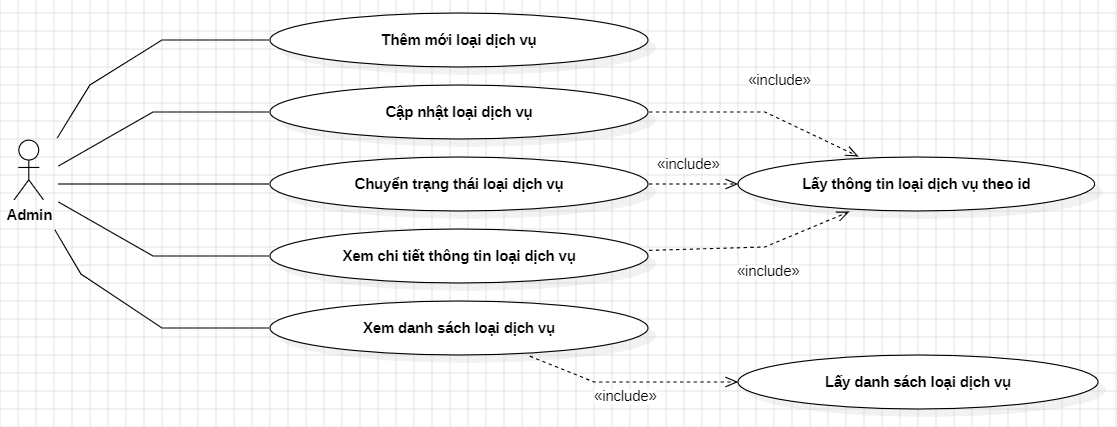 Thêm mới loại dịch vụ
«include»
Cập nhật loại dịch vụ
«include»
Chuyển trạng thái loại dịch vụ
Lấy thông tin loại dịch vụ theo id
Admin
Xem chi tiết thông tin loại dịch vụ
«include»
Xem danh sách loại dịch vụ
Lấy danh sách loại dịch vụ
«include»